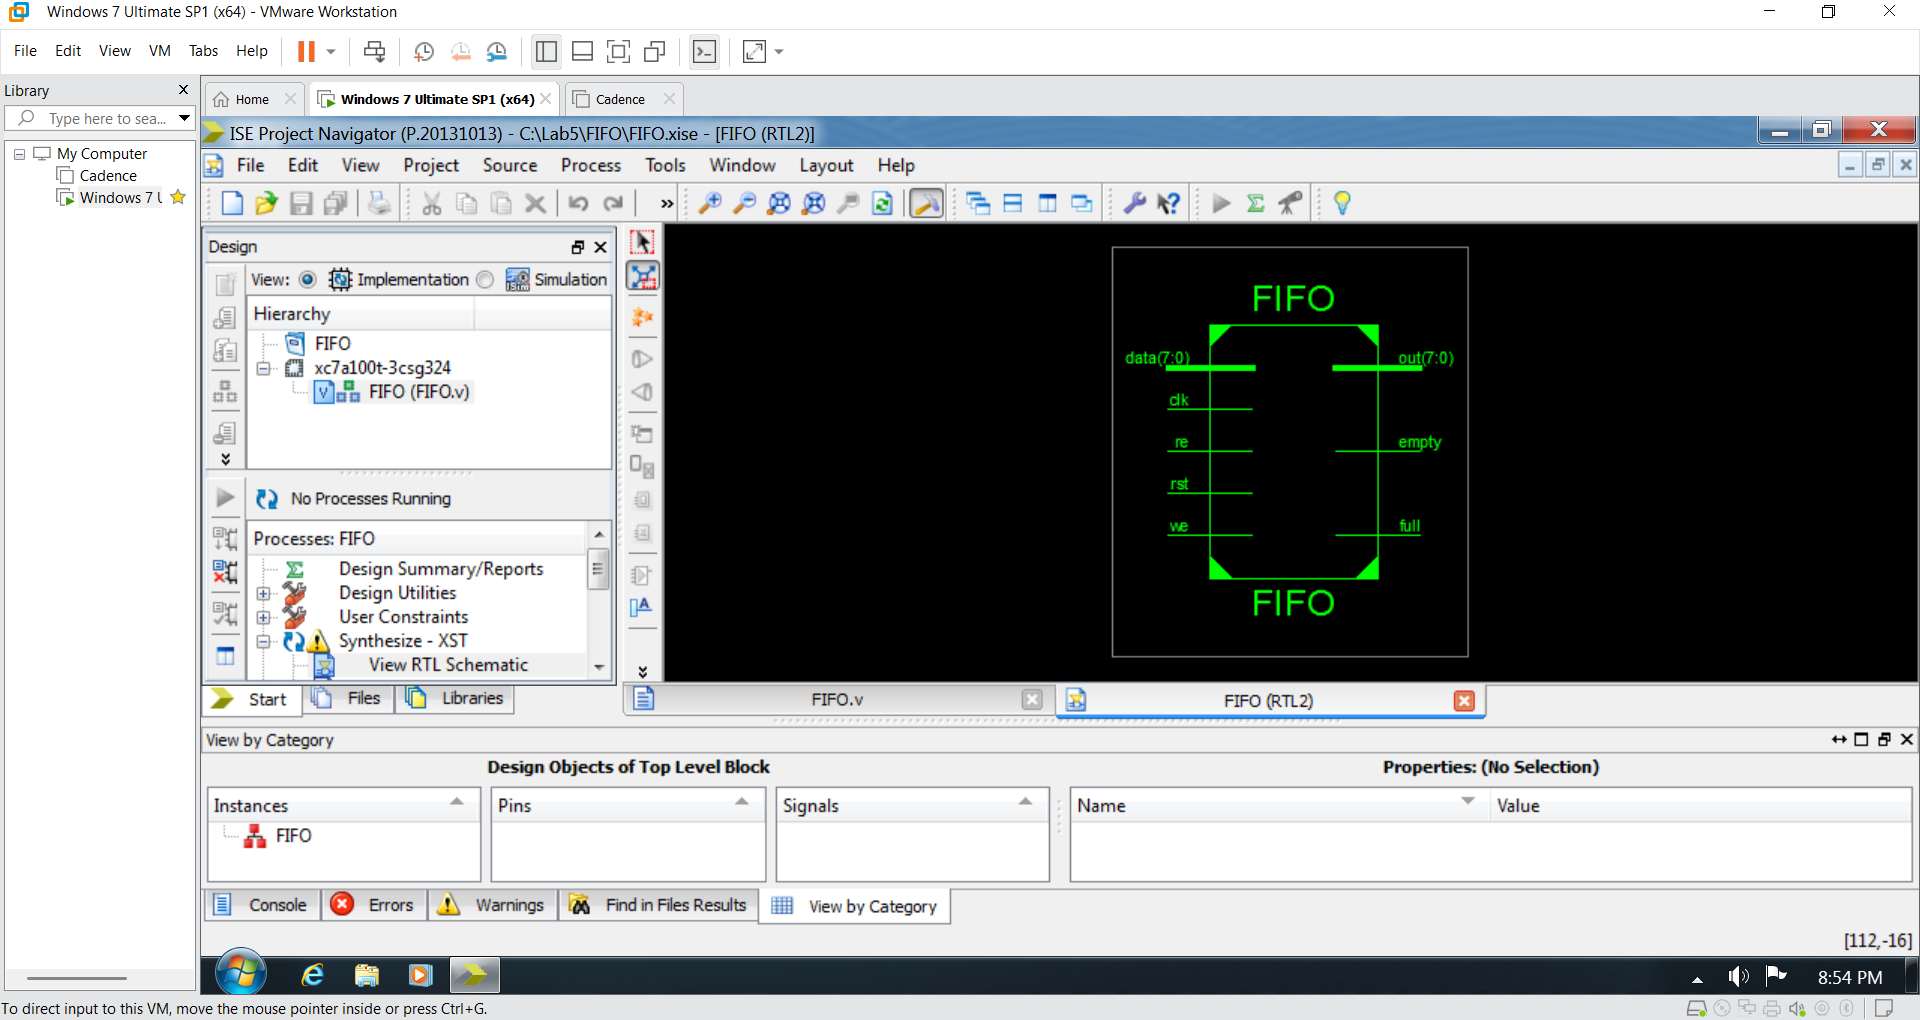 Windows 7 Ultimate SP1 (x64) - VMware Workstation
File Edit View VM Tabs Help
Library
Type here to sea...
My Computer
Cadence
Windows 7 U
Home
Windows 7 Ultimate SP1 (x64)
Cadence
ISE Project Navigator (P.20131013) - C:\Lab5\FIFO\FIFO.xise - [FIFO (RTL2)]
File Edit View Project Source Process Tools Window Layout Help
Design
View: Implementation Simulation
Hierarchy
FIFO
xc7a100t-3csg324
FIFO (FIFO.v)
No Processes Running
Processes: FIFO
Design Summary/Reports
Design Utilities
User Constraints
Synthesize - XST
View RTL Schematic
Start Files Libraries
FIFO
data(7:0) out(7:0)
clk
re empty
rst
we full
FIFO
FIFO.v
FIFO (RTL2)
View by Category
Design Objects of Top Level Block
Properties: (No Selection)
Instances
FIFO
Pins
Signals
Name Value
Console Errors Warnings Find in Files Results View by Category
[112,-16]
8:54 PM
To direct input to this VM, move the mouse pointer inside or press Ctrl+G.